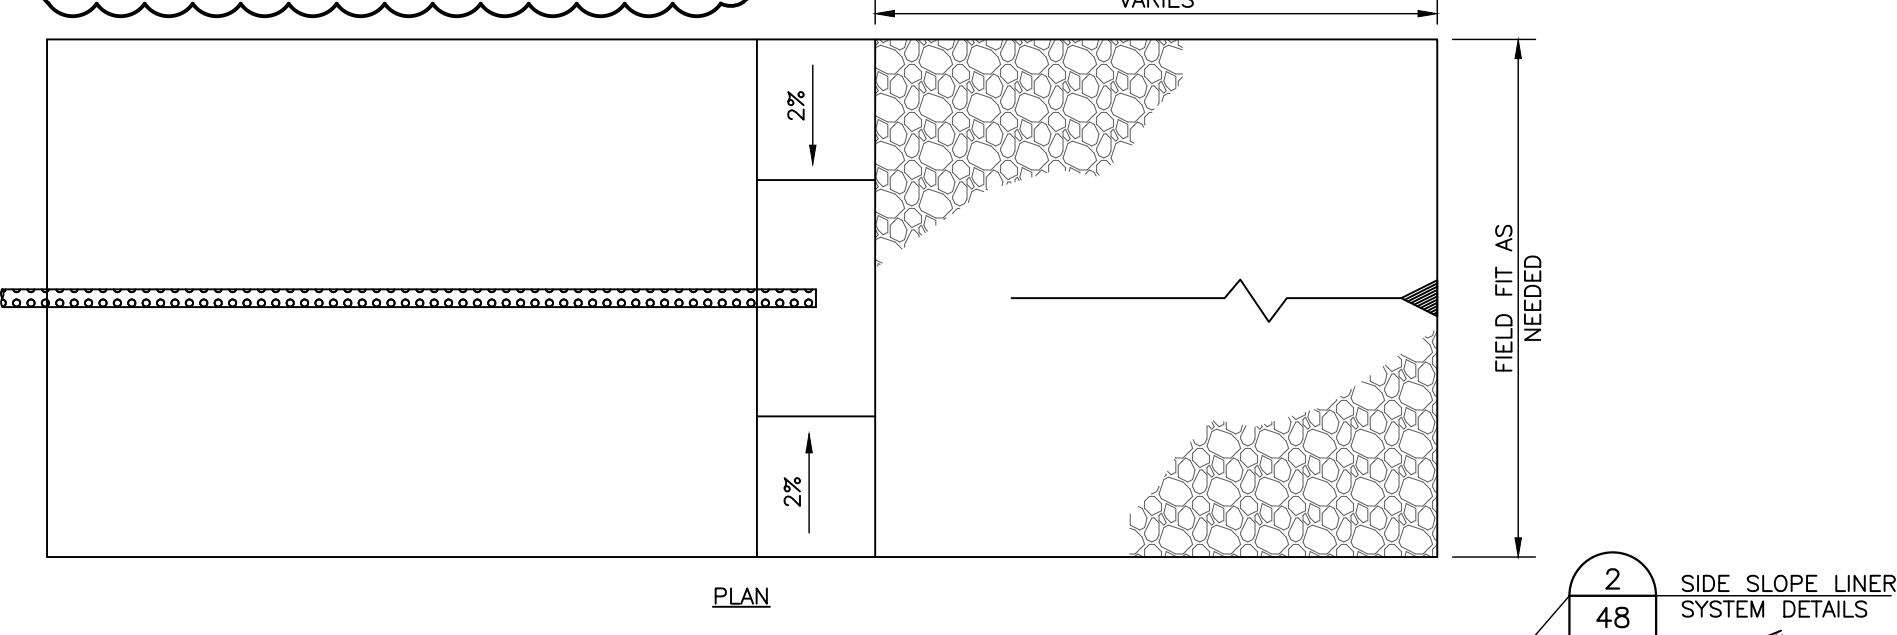 VARIES
2%
FIELD FIT AS
NEEDED
2%
PLAN
2
48
SIDE SLOPE LINER
SYSTEM DETAILS